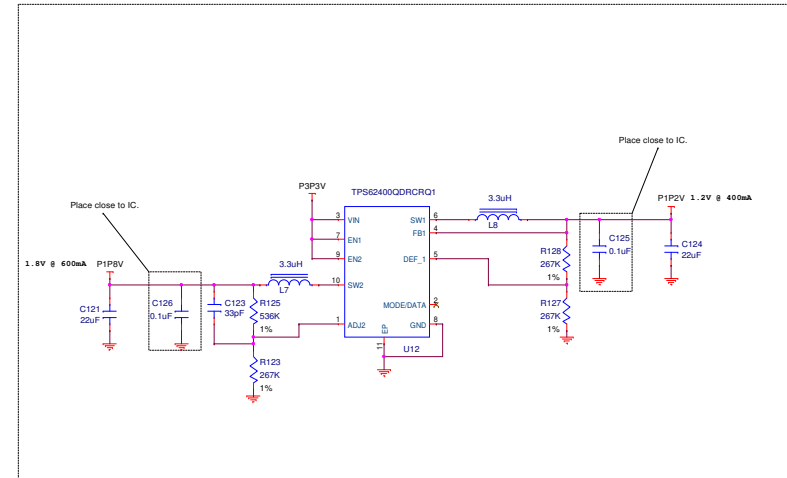 Place close to IC.
P3P3V
TPS62400QDRCRQ1
3.3uH
P1P2V 1.2V @ 400mA
Place close to IC.
3 VIN
SW1 6
L8
7 EN1
FB1 4
R128
267K
1%
C125
0.1uF
C124
22uF
9 EN2
DEF_1 5
1.8V @ 600mA P1P8V
3.3uH
L7
10 SW2
C121
22uF
C126
0.1uF
C123
33pF
R125
536K
1%
MODE/DATA 2
R127
267K
1%
1 ADJ2
GND 8
EP
11
U12
R123
267K
1%